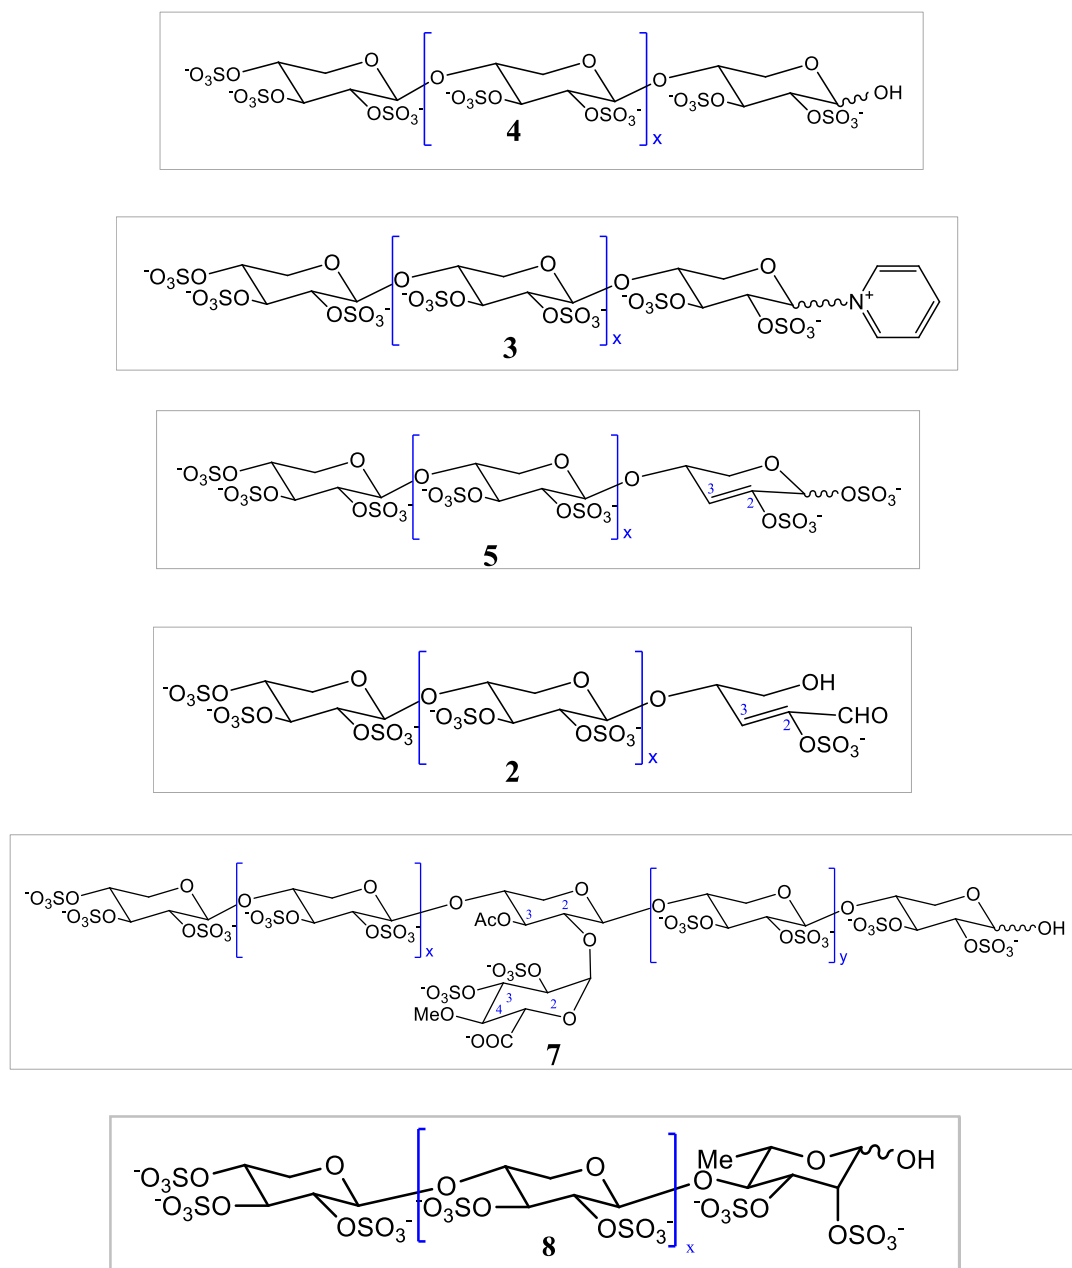 O O O
⁻O₃SO O O OH
⁻O₃SO ⁻O₃SO ⁻O₃SO
OSO₃⁻ OSO₃⁻ OSO₃⁻
4 x
O O O
⁻O₃SO O O N⁺
⁻O₃SO ⁻O₃SO ⁻O₃SO
OSO₃⁻ OSO₃⁻ OSO₃⁻
3 x
O O O
⁻O₃SO O O 3 OSO₃⁻
⁻O₃SO ⁻O₃SO 2
OSO₃⁻ OSO₃⁻ OSO₃⁻
5 x
O O OH
⁻O₃SO O O 3 CHO
⁻O₃SO ⁻O₃SO 2
OSO₃⁻ OSO₃⁻ OSO₃⁻
2 x
O O O O O
⁻O₃SO O O 2 O O OH
⁻O₃SO ⁻O₃SO AcO 3 ⁻O₃SO ⁻O₃SO
OSO₃⁻ OSO₃⁻ O OSO₃⁻ OSO₃⁻
x y
⁻O₃SO
⁻O₃SO 3 2
MeO 4 O
⁻OOC
7
O O Me O OH
⁻O₃SO O O
⁻O₃SO ⁻O₃SO ⁻O₃SO
OSO₃⁻ OSO₃⁻ OSO₃⁻
8 x